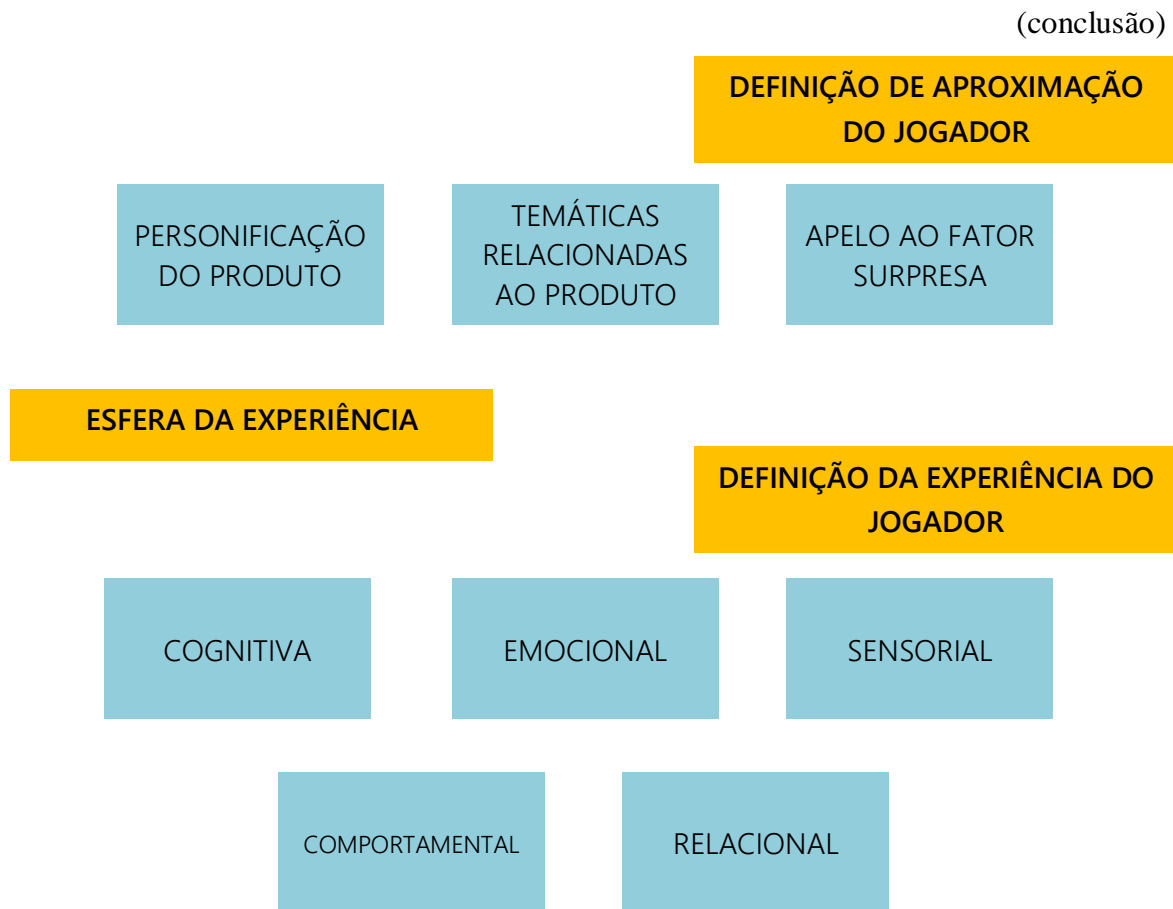 (conclusão)
DEFINIÇÃO DE APROXIMAÇÃO
DO JOGADOR
PERSONIFICAÇÃO
DO PRODUTO
TEMÁTICAS
RELACIONADAS
AO PRODUTO
APELO AO FATOR
SURPRESA
ESFERA DA EXPERIÊNCIA
DEFINIÇÃO DA EXPERIÊNCIA DO
JOGADOR
COGNITIVA
EMOCIONAL
SENSORIAL
COMPORTAMENTAL
RELACIONAL